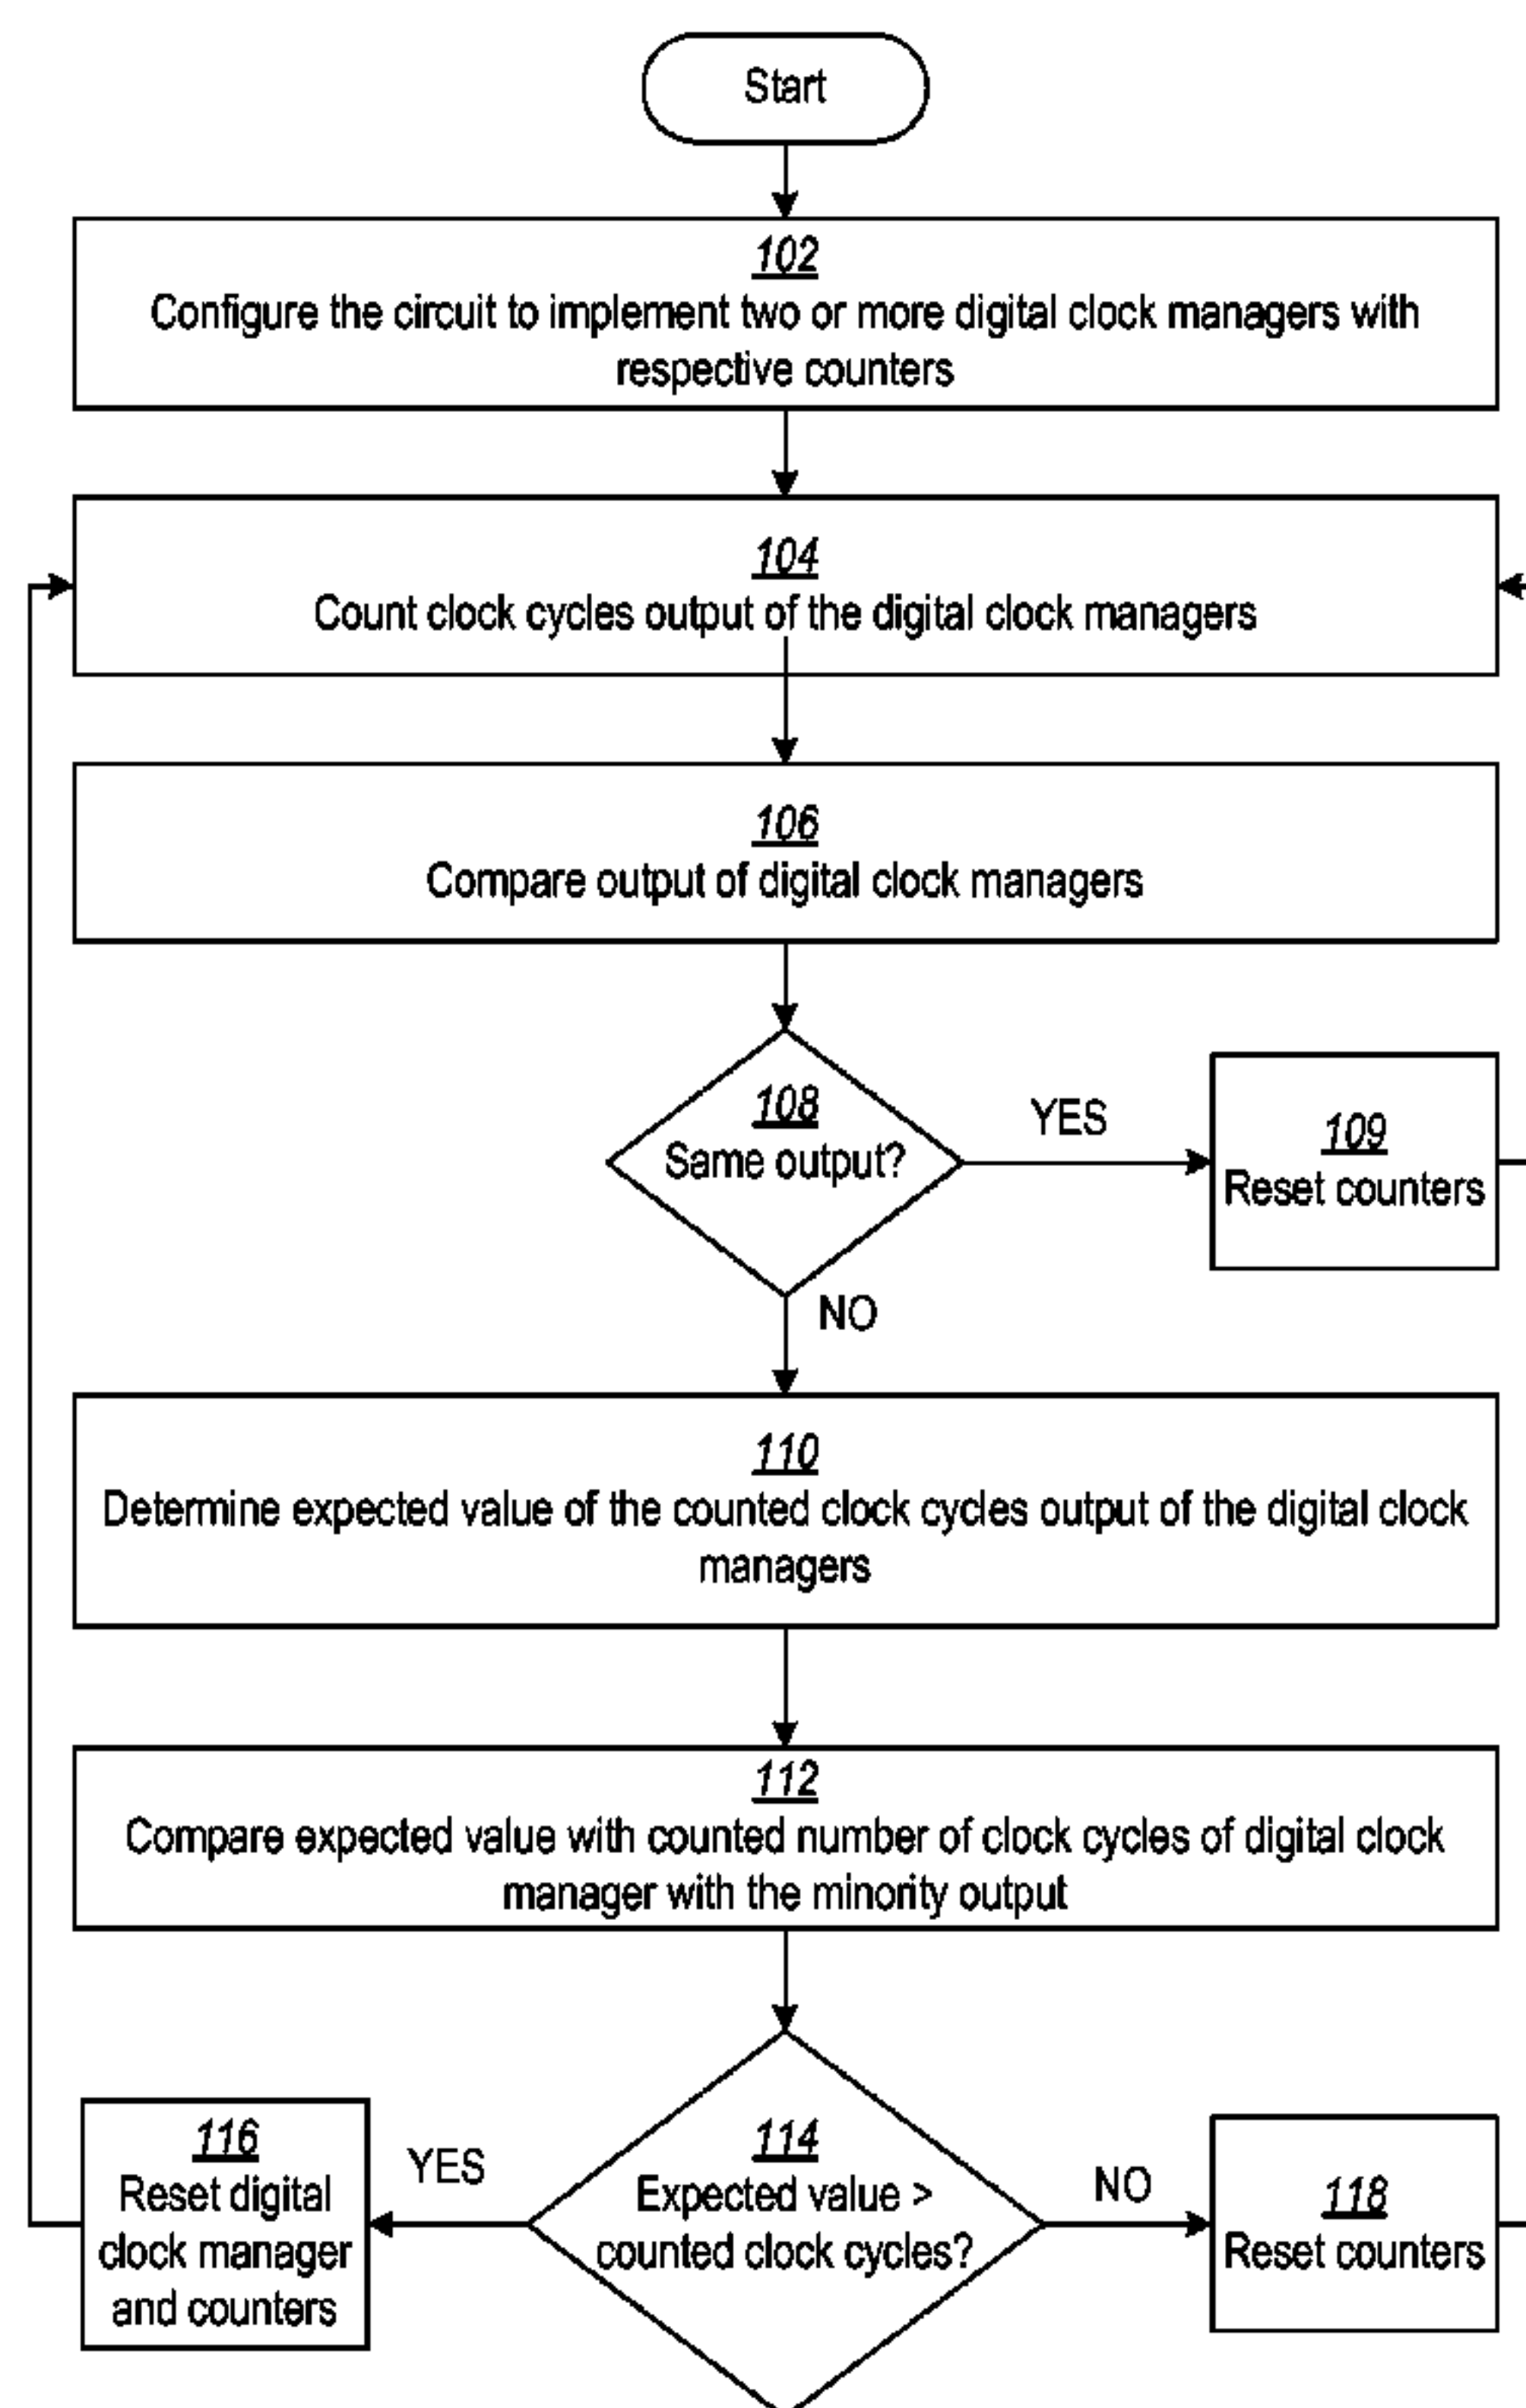 Start
102
Configure the circuit to implement two or more digital clock managers with
respective counters
104
Count clock cycles output of the digital clock managers
106
Compare output of digital clock managers
108
Same output?
YES
109
Reset counters
NO
110
Determine expected value of the counted clock cycles output of the digital clock
managers
112
Compare expected value with counted number of clock cycles of digital clock
manager with the minority output
114
Expected value >
counted clock cycles?
YES
116
Reset digital
clock manager
and counters
NO
118
Reset counters